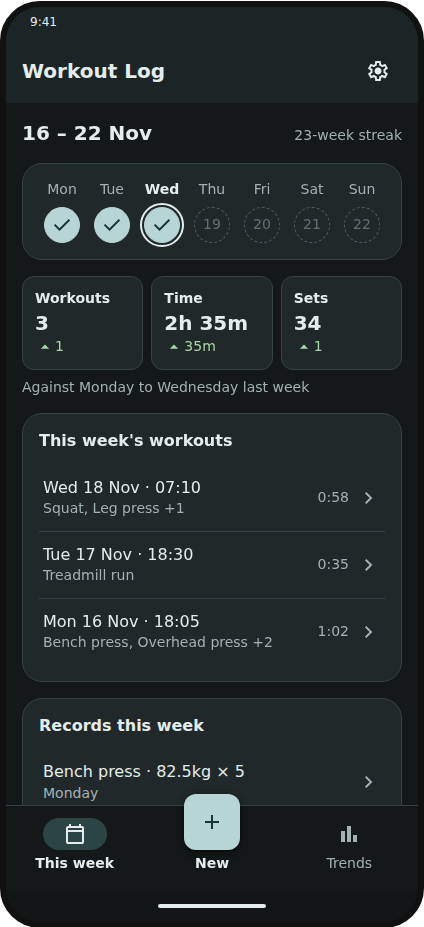 9:41
Workout Log
16 – 22 Nov
23-week streak
Mon Tue Wed Thu Fri Sat Sun
19 20 21 22
Workouts
3
1
Time
2h 35m
35m
Sets
34
1
Against Monday to Wednesday last week
This week's workouts
Wed 18 Nov · 07:10
Squat, Leg press +1
0:58
Tue 17 Nov · 18:30
Treadmill run
0:35
Mon 16 Nov · 18:05
Bench press, Overhead press +2
1:02
Records this week
Bench press · 82.5kg × 5
Monday
This week
New
Trends